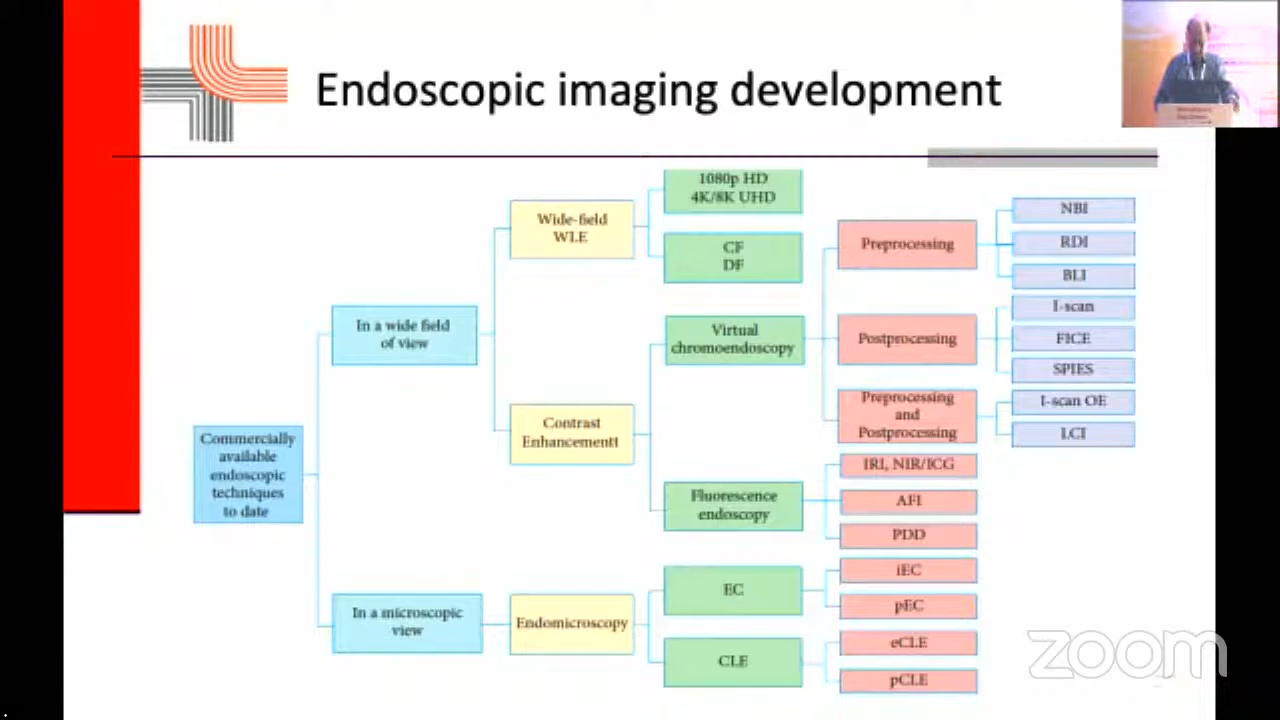 Endoscopic imaging development
Commercially
available
endoscopic
techniques
to date
In a wide field
of view
Wide-field
WLE
1080p HD
4K/8K UHD
CF
DF
Contrast
Enhancementt
Virtual
chromoendoscopy
Preprocessing
NBI
RDI
BLI
Postprocessing
I-scan
FICE
SPIES
Preprocessing
and
Postprocessing
I-scan OE
LCI
Fluorescence
endoscopy
IRI, NIR/ICG
AFI
PDD
In a microscopic
view
Endomicroscopy
EC
iEC
pEC
CLE
eCLE
pCLE
zoom